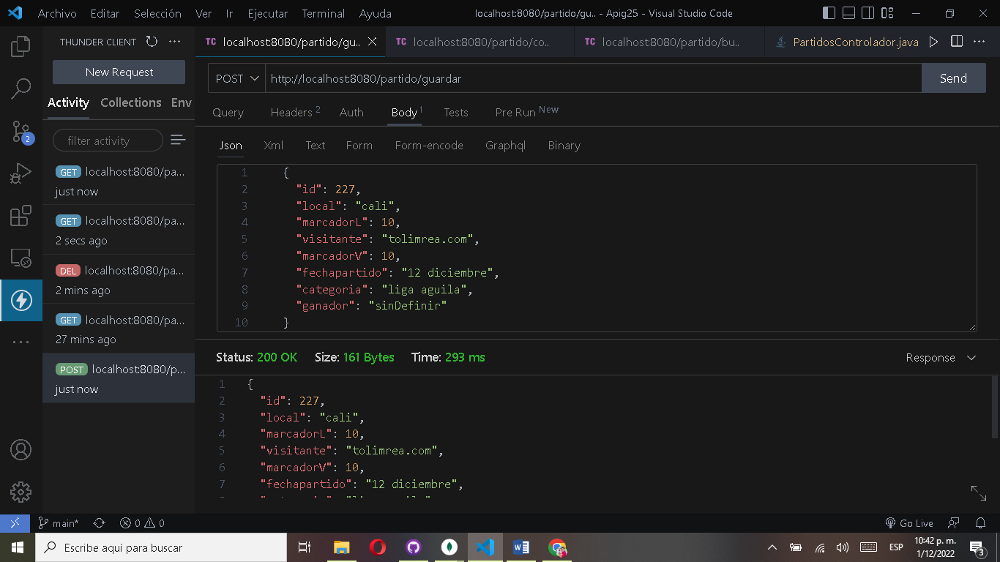 Archivo Editar Selección Ver Ir Ejecutar Terminal Ayuda localhost:8080/partido/gu.. - Apig25 - Visual Studio Code
THUNDER CLIENT ···
TC localhost:8080/partido/gu.. TC localhost:8080/partido/co.. TC localhost:8080/partido/bu.. PartidosControlador.java ···
New Request
POST http://localhost:8080/partido/guardar Send
Activity Collections Env
Query Headers 2 Auth Body 1 Tests Pre Run New
filter activity
Json Xml Text Form Form-encode Graphql Binary
GET localhost:8080/pa...
just now
GET localhost:8080/pa...
2 secs ago
DEL localhost:8080/pa...
2 mins ago
GET localhost:8080/pa...
27 mins ago
POST localhost:8080/p...
just now
2
1 {
2 "id": 227,
3 "local": "cali",
4 "marcadorL": 10,
5 "visitante": "tolimrea.com",
6 "marcadorV": 10,
7 "fechapartido": "12 diciembre",
8 "categoria": "liga aguila",
9 "ganador": "sinDefinir"
10 }
Status: 200 OK Size: 161 Bytes Time: 293 ms Response
1 {
2 "id": 227,
3 "local": "cali",
4 "marcadorL": 10,
5 "visitante": "tolimrea.com",
6 "marcadorV": 10,
7 "fechapartido": "12 diciembre",
main* 0 0 Go Live
Escribe aquí para buscar
ESP 10:42 p. m.
1/12/2022
3